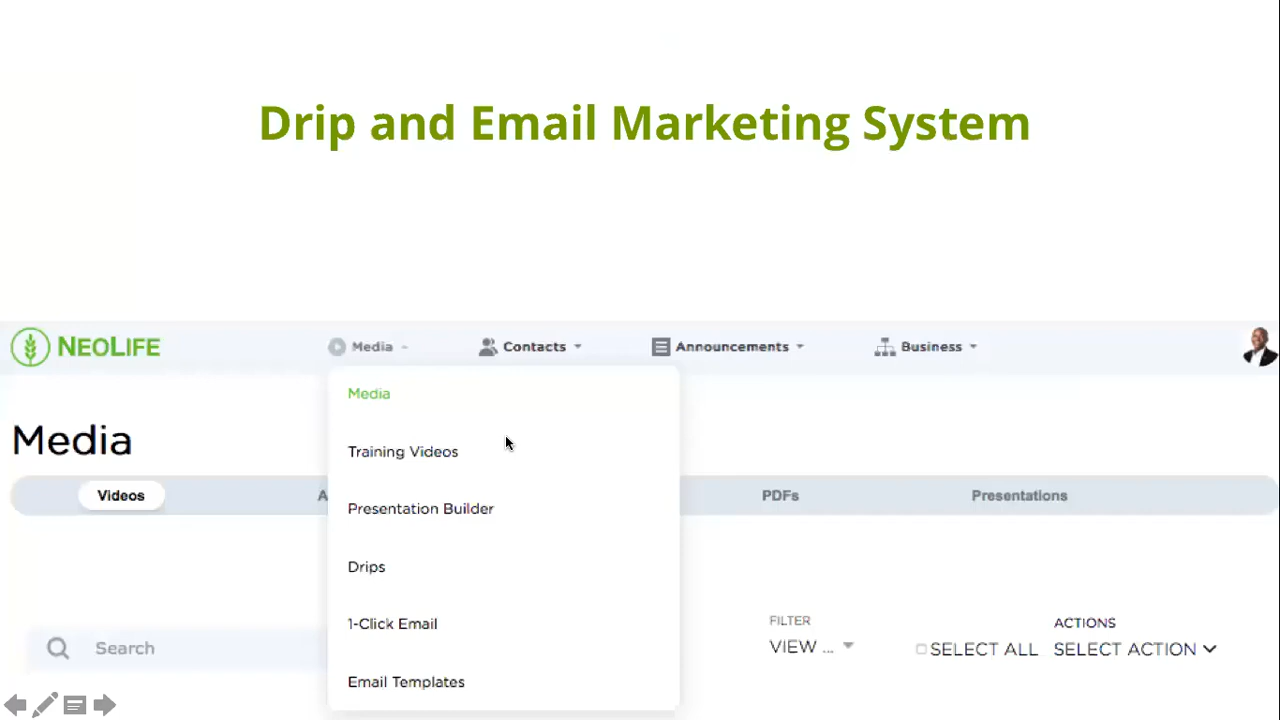 Drip and Email Marketing System
NEOLIFE
Media
Contacts
Announcements
Business
Media
Media
Training Videos
Videos
PDFs
Presentations
Presentation Builder
Drips
1-Click Email
FILTER
ACTIONS
Search
VIEW ...
SELECT ALL
SELECT ACTION
Email Templates